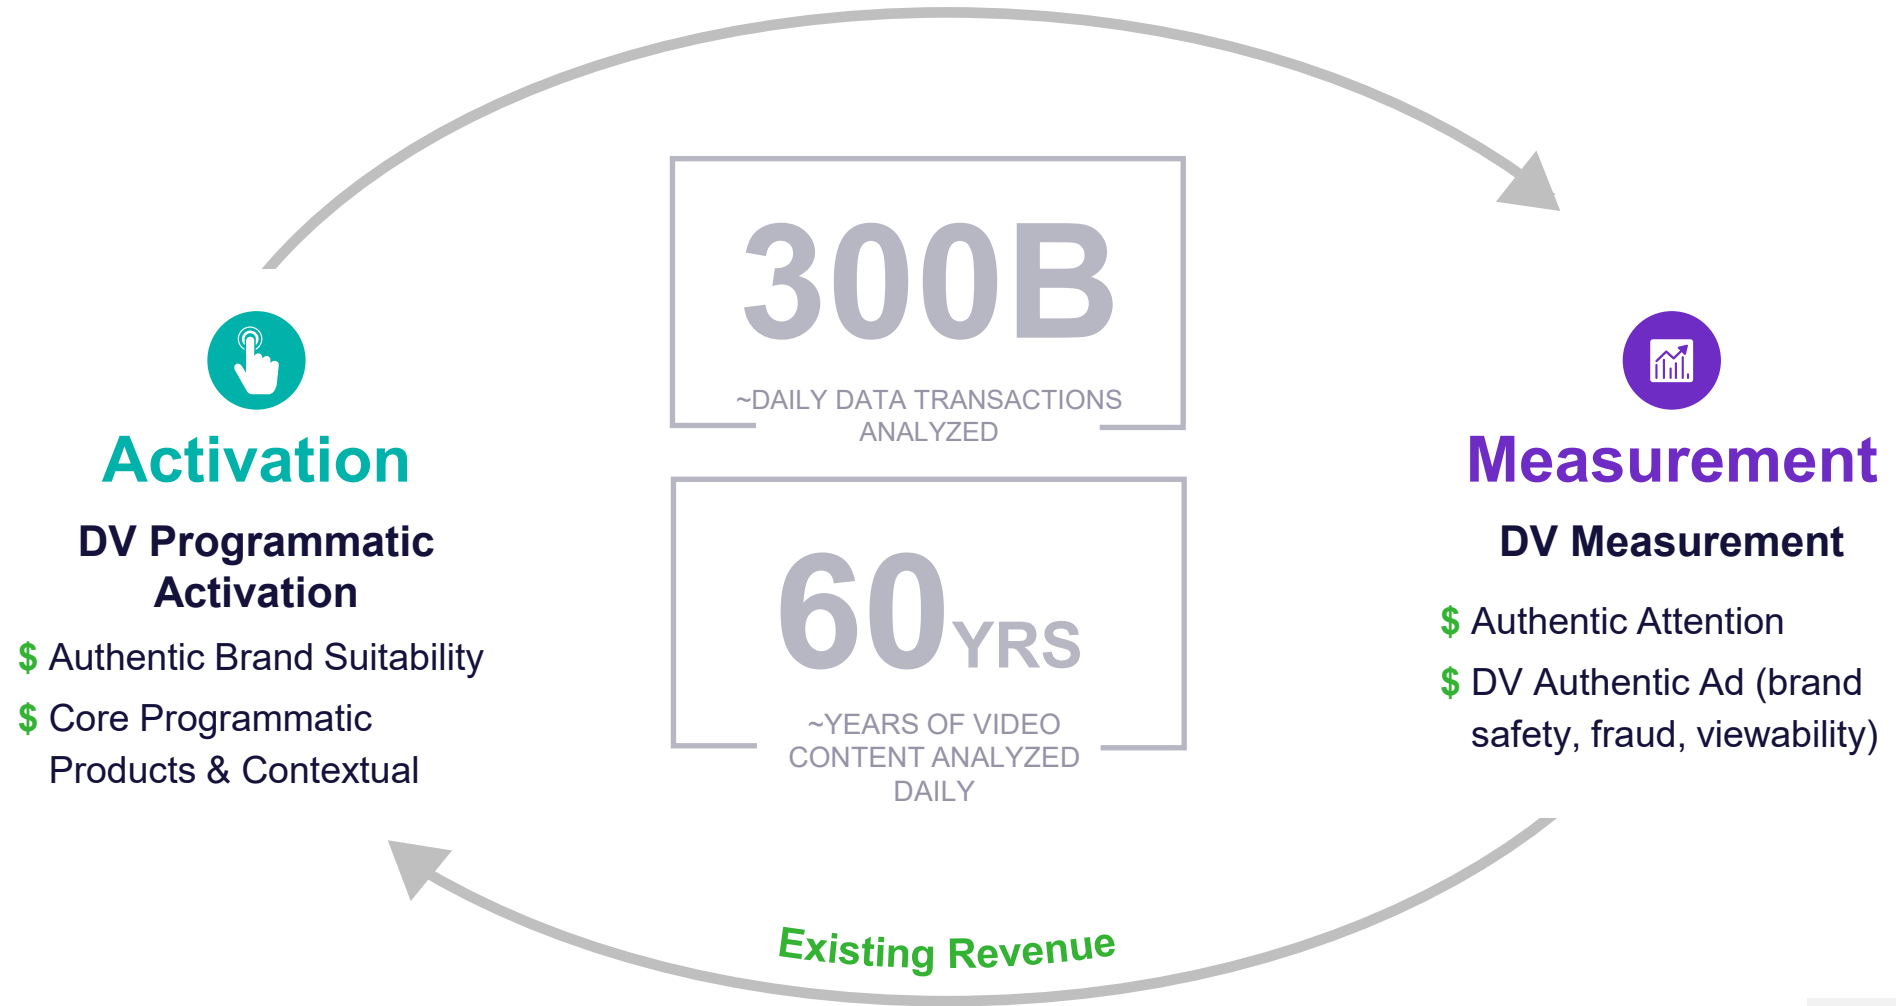 300B
~DAILY DATA TRANSACTIONS
ANALYZED
Activation
DV Programmatic
Activation
$ Authentic Brand Suitability
$ Core Programmatic
Products & Contextual
60YRS
~YEARS OF VIDEO
CONTENT ANALYZED
DAILY
Measurement
DV Measurement
$ Authentic Attention
$ DV Authentic Ad (brand
safety, fraud, viewability)
Existing Revenue